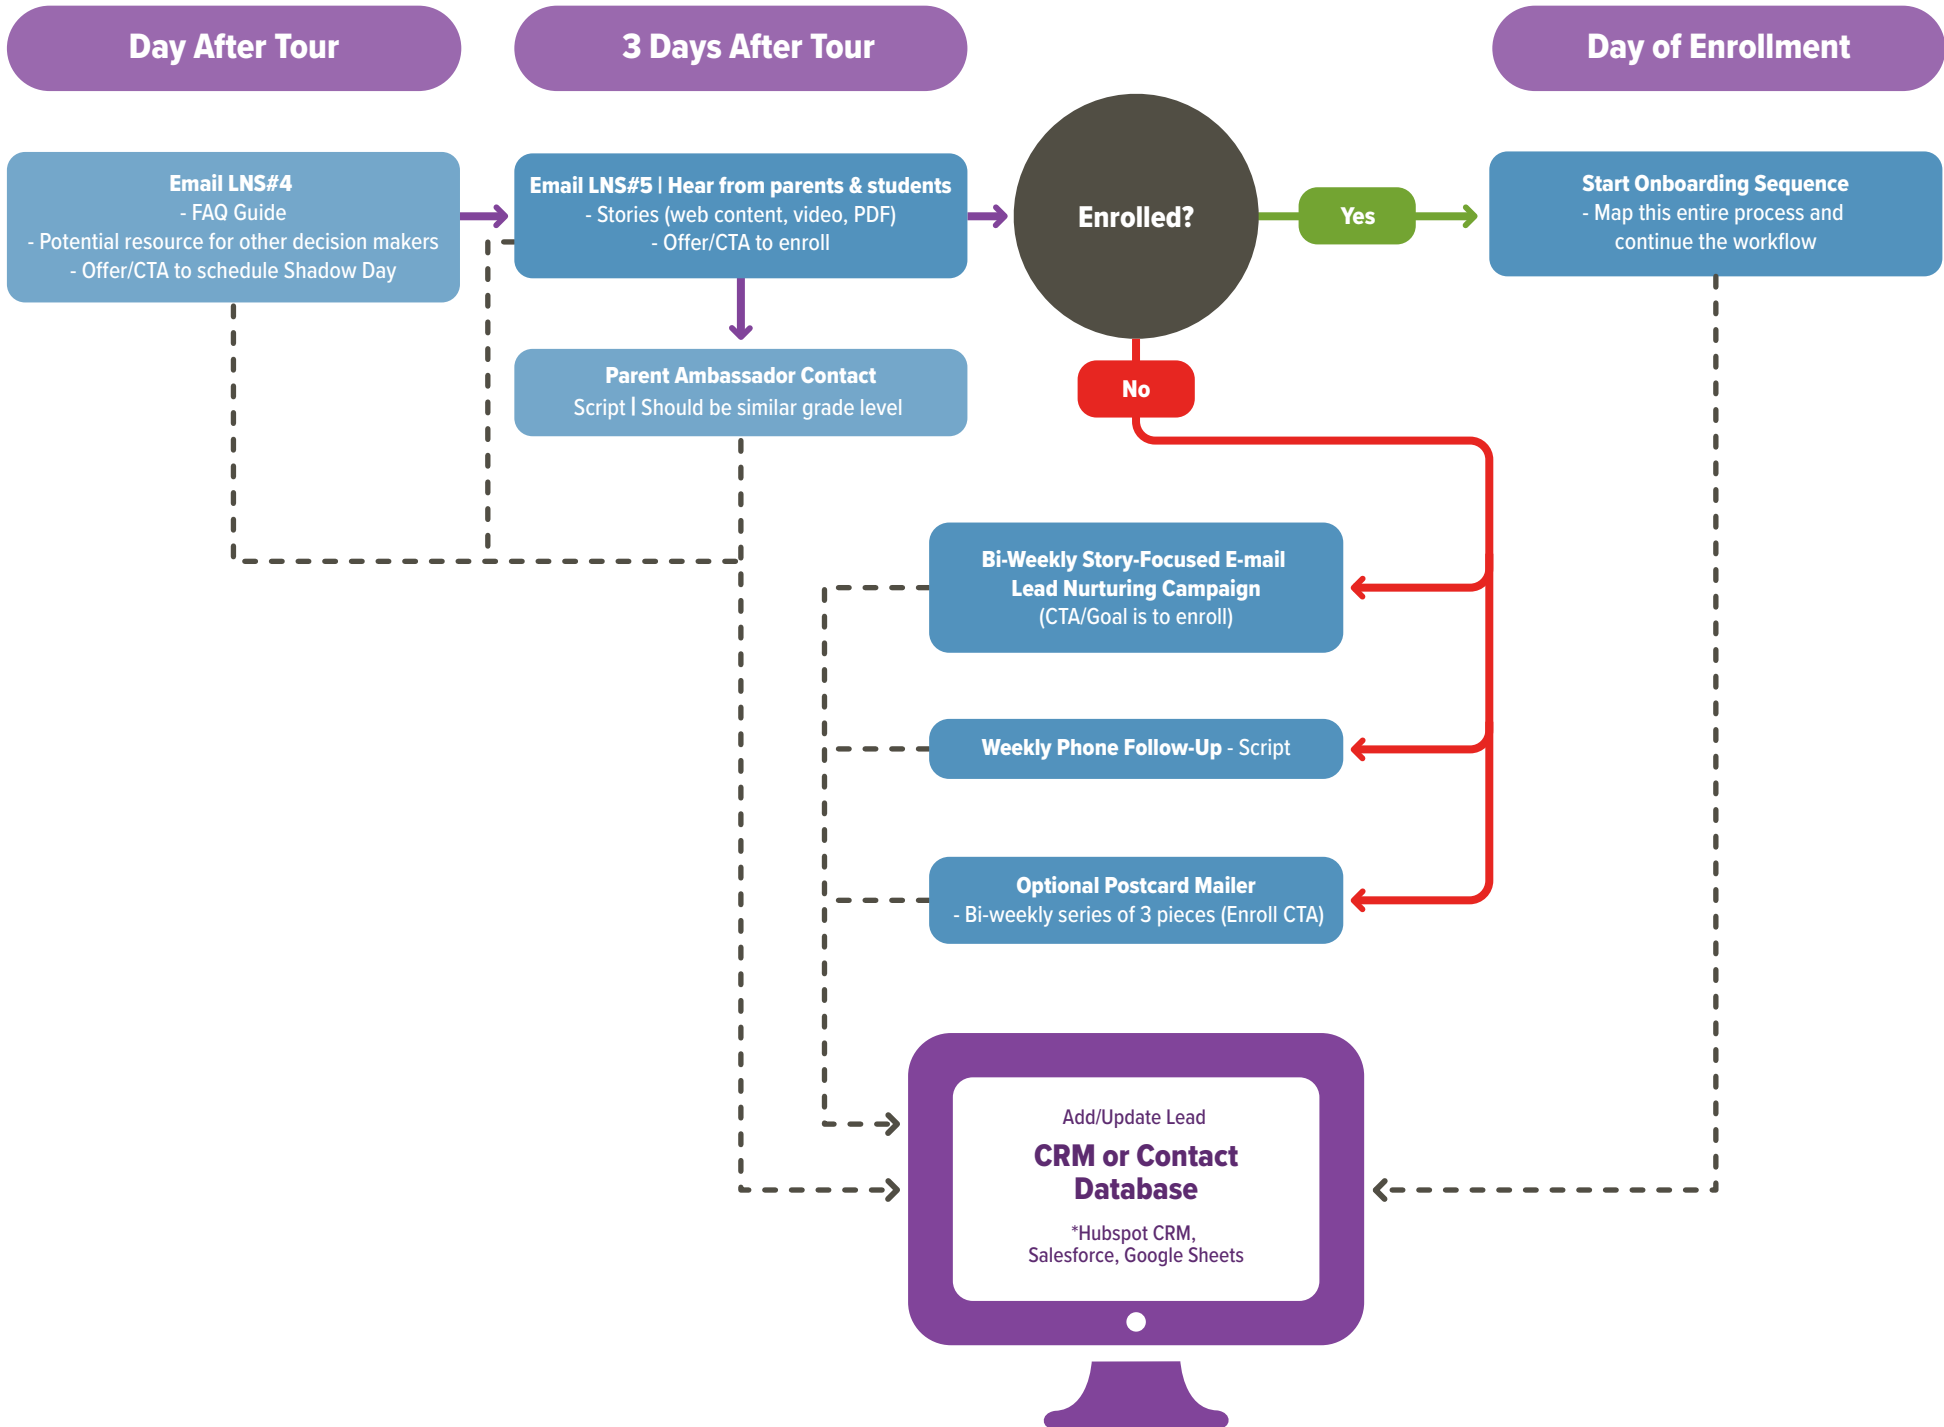 Day After Tour
3 Days After Tour
Day of Enrollment
Email LNS#4
- FAQ Guide
- Potential resource for other decision makers
- Offer/CTA to schedule Shadow Day
Email LNS#5 | Hear from parents & students
- Stories (web content, video, PDF)
- Offer/CTA to enroll
Enrolled?
Yes
Start Onboarding Sequence
- Map this entire process and
continue the workflow
Parent Ambassador Contact
Script | Should be similar grade level
No
Bi-Weekly Story-Focused E-mail
Lead Nurturing Campaign
(CTA/Goal is to enroll)
Weekly Phone Follow-Up - Script
Optional Postcard Mailer
- Bi-weekly series of 3 pieces (Enroll CTA)
Add/Update Lead
CRM or Contact
Database
*Hubspot CRM,
Salesforce, Google Sheets